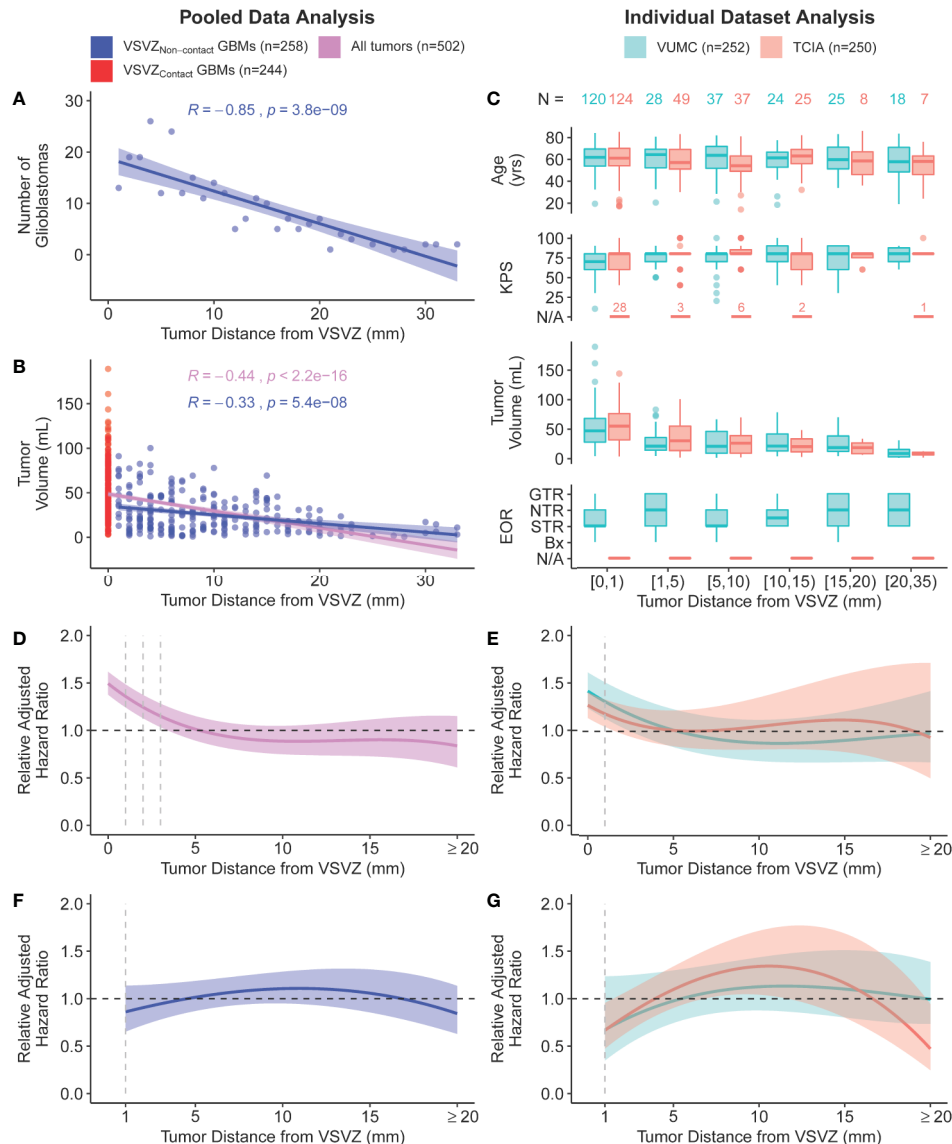 Pooled Data Analysis
VSVZNon−contact GBMs (n=258)
All tumors (n=502)
VSVZContact GBMs (n=244)
Individual Dataset Analysis
VUMC (n=252)
TCIA (n=250)
A
R = −0.85 , p = 3.8e−09
Number of
Glioblastomas
30
20
10
0
0 10 20 30
Tumor Distance from VSVZ (mm)
B
R = −0.44 , p < 2.2e−16
R = −0.33 , p = 5.4e−08
Tumor
Volume (mL)
150
100
50
0
0 10 20 30
Tumor Distance from VSVZ (mm)
C
N = 120 124 28 49 37 37 24 25 25 8 18 7
Age
(yrs)
80
60
40
20
KPS
100
75
50
25
N/A
28 3 6 2 1
Tumor
Volume (mL)
150
100
50
0
EOR
GTR
NTR
STR
Bx
N/A
[0,1) [1,5) [5,10) [10,15) [15,20) [20,35)
Tumor Distance from VSVZ (mm)
D
Relative Adjusted
Hazard Ratio
2.0
1.5
1.0
0.5
0.0
0 5 10 15 ≥ 20
Tumor Distance from VSVZ (mm)
E
Relative Adjusted
Hazard Ratio
2.0
1.5
1.0
0.5
0.0
0 5 10 15 ≥ 20
Tumor Distance from VSVZ (mm)
F
Relative Adjusted
Hazard Ratio
2.0
1.5
1.0
0.5
0.0
1 5 10 15 ≥ 20
Tumor Distance from VSVZ (mm)
G
Relative Adjusted
Hazard Ratio
2.0
1.5
1.0
0.5
0.0
1 5 10 15 ≥ 20
Tumor Distance from VSVZ (mm)